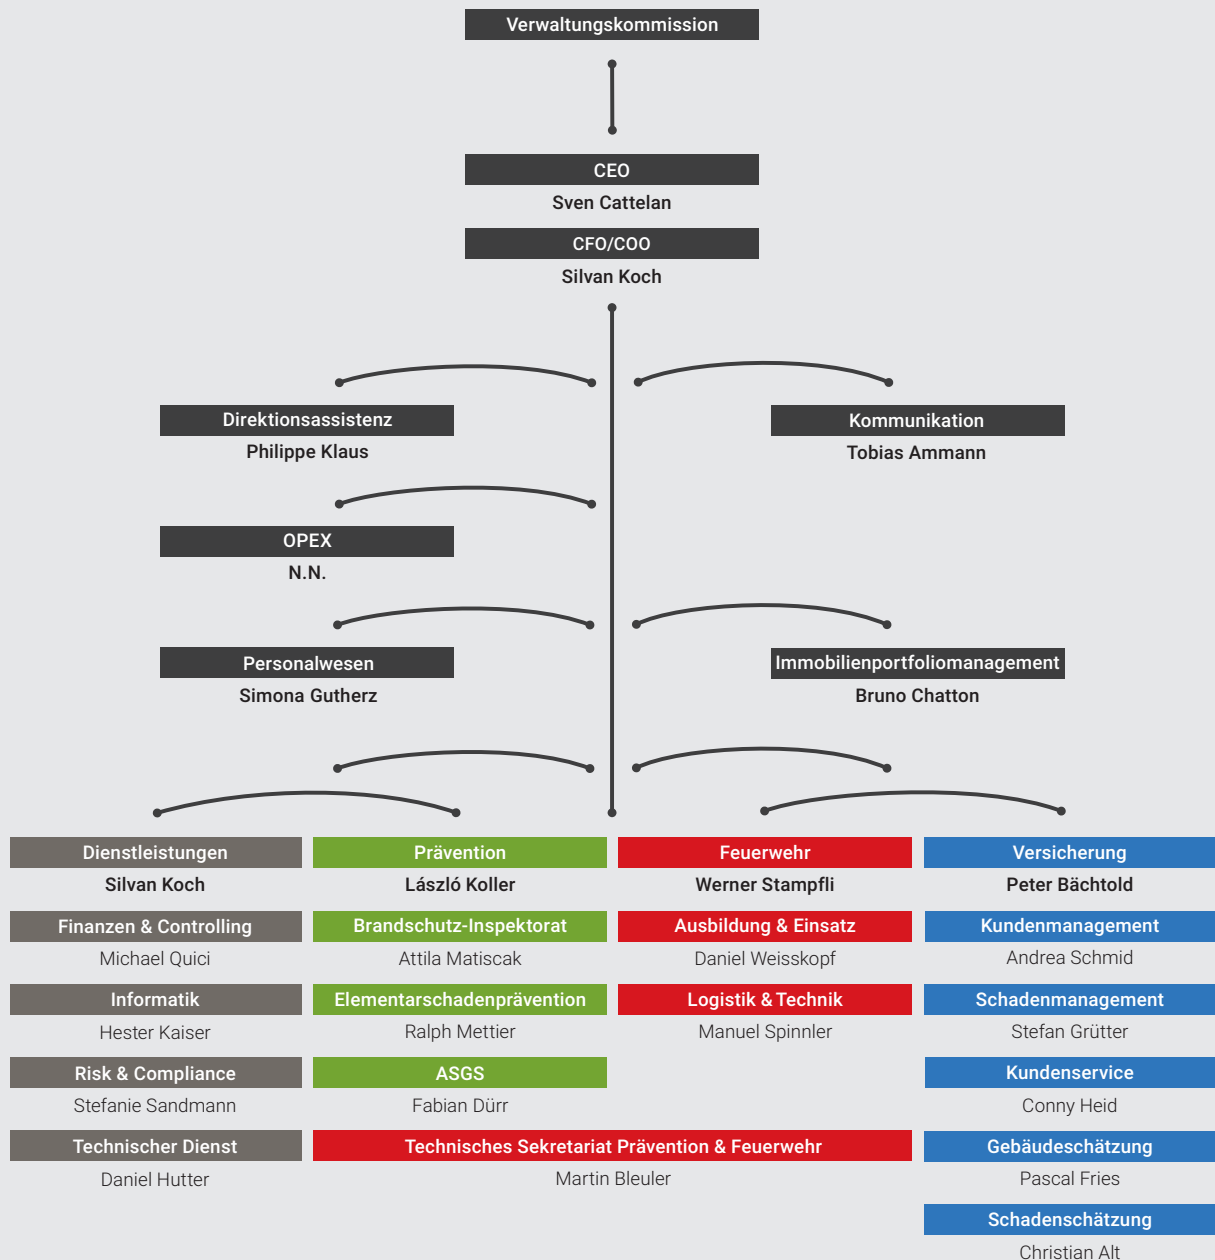 Verwaltungskommission
CEO
Sven Cattelan
CFO/COO
Silvan Koch
Direktionsassistenz
Philippe Klaus
Kommunikation
Tobias Ammann
OPEX
N.N.
Personalwesen
Simona Gutherz
Immobilienportfoliomanagement
Bruno Chatton
Dienstleistungen
Silvan Koch
Finanzen & Controlling
Michael Quici
Informatik
Hester Kaiser
Risk & Compliance
Stefanie Sandmann
Technischer Dienst
Daniel Hutter
Prävention
László Koller
Brandschutz-Inspektorat
Attila Matiscak
Elementarschadenprävention
Ralph Mettier
ASGS
Fabian Dürr
Feuerwehr
Werner Stampfli
Ausbildung & Einsatz
Daniel Weisskopf
Logistik & Technik
Manuel Spinnler
Technisches Sekretariat Prävention & Feuerwehr
Martin Bleuler
Versicherung
Peter Bächtold
Kundenmanagement
Andrea Schmid
Schadenmanagement
Stefan Grütter
Kundenservice
Conny Heid
Gebäudeschätzung
Pascal Fries
Schadenschätzung
Christian Alt